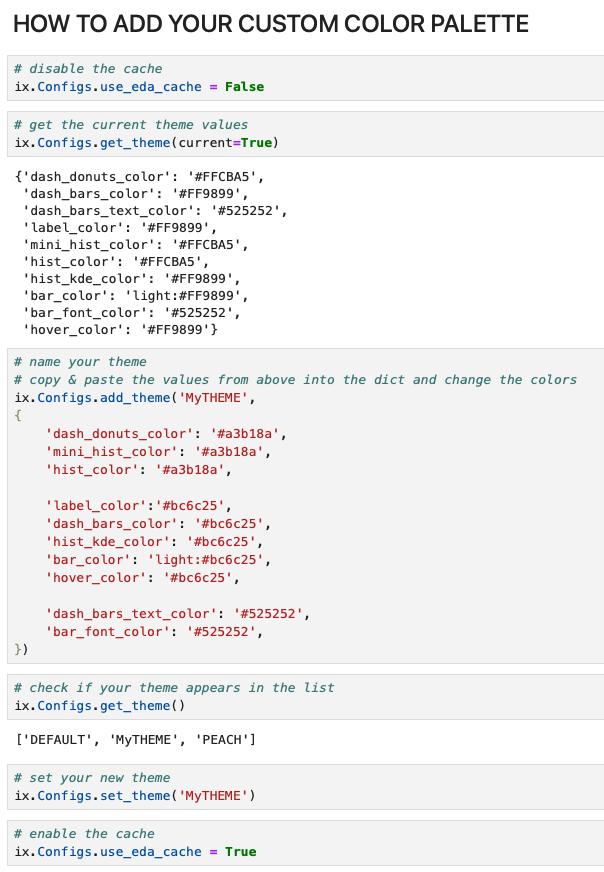 HOW TO ADD YOUR CUSTOM COLOR PALETTE
# disable the cache
ix.Configs.use_eda_cache = False
# get the current theme values
ix.Configs.get_theme(current=True)
{'dash_donuts_color': '#FFCBA5',
 'dash_bars_color': '#FF9899',
 'dash_bars_text_color': '#525252',
 'label_color': '#FF9899',
 'mini_hist_color': '#FFCBA5',
 'hist_color': '#FFCBA5',
 'hist_kde_color': '#FF9899',
 'bar_color': 'light:#FF9899',
 'bar_font_color': '#525252',
 'hover_color': '#FF9899'}
# name your theme
# copy & paste the values from above into the dict and change the colors
ix.Configs.add_theme('MyTHEME',
{
    'dash_donuts_color': '#a3b18a',
    'mini_hist_color': '#a3b18a',
    'hist_color': '#a3b18a',
    'label_color':'#bc6c25',
    'dash_bars_color': '#bc6c25',
    'hist_kde_color': '#bc6c25',
    'bar_color': 'light:#bc6c25',
    'hover_color': '#bc6c25',
    'dash_bars_text_color': '#525252',
    'bar_font_color': '#525252',
})
# check if your theme appears in the list
ix.Configs.get_theme()
['DEFAULT', 'MyTHEME', 'PEACH']
# set your new theme
ix.Configs.set_theme('MyTHEME')
# enable the cache
ix.Configs.use_eda_cache = True